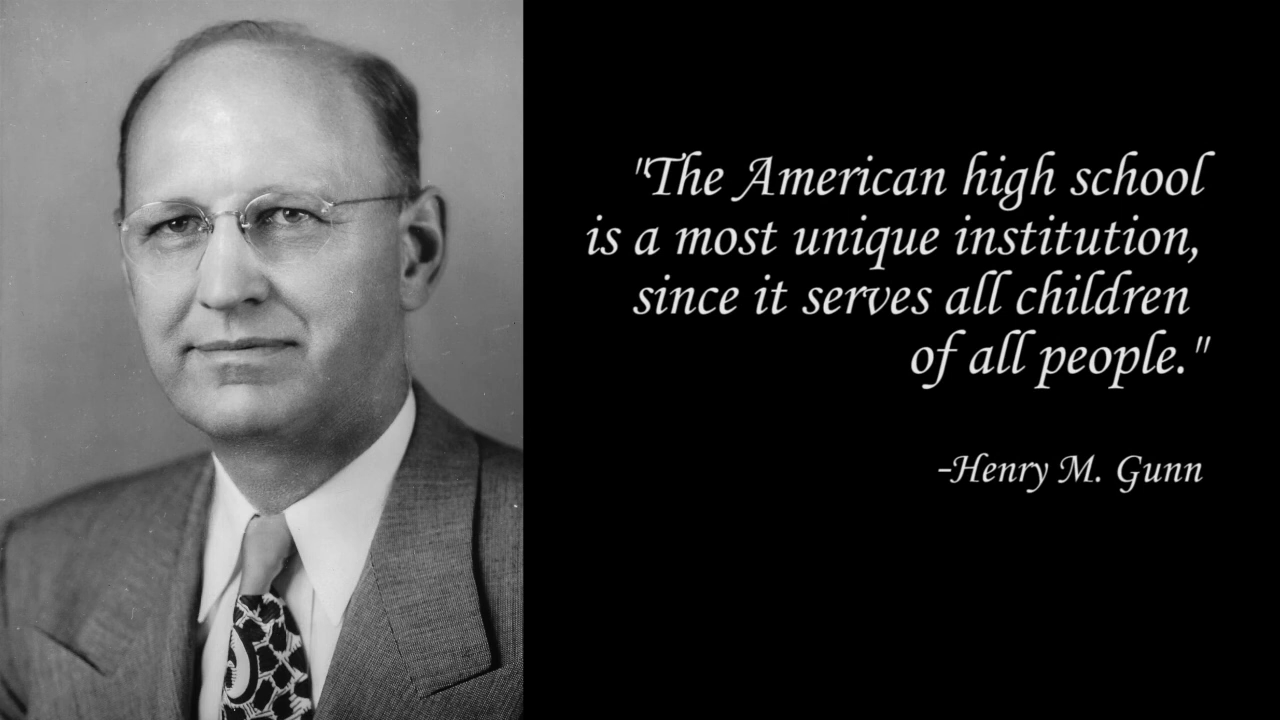 "The American high school
is a most unique institution,
since it serves all children
of all people."
-Henry M. Gunn